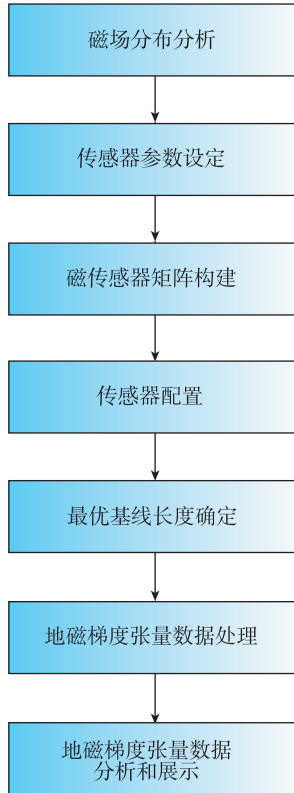 磁场分布分析
传感器参数设定
磁传感器矩阵构建
传感器配置
最优基线长度确定
地磁梯度张量数据处理
地磁梯度张量数据
分析和展示